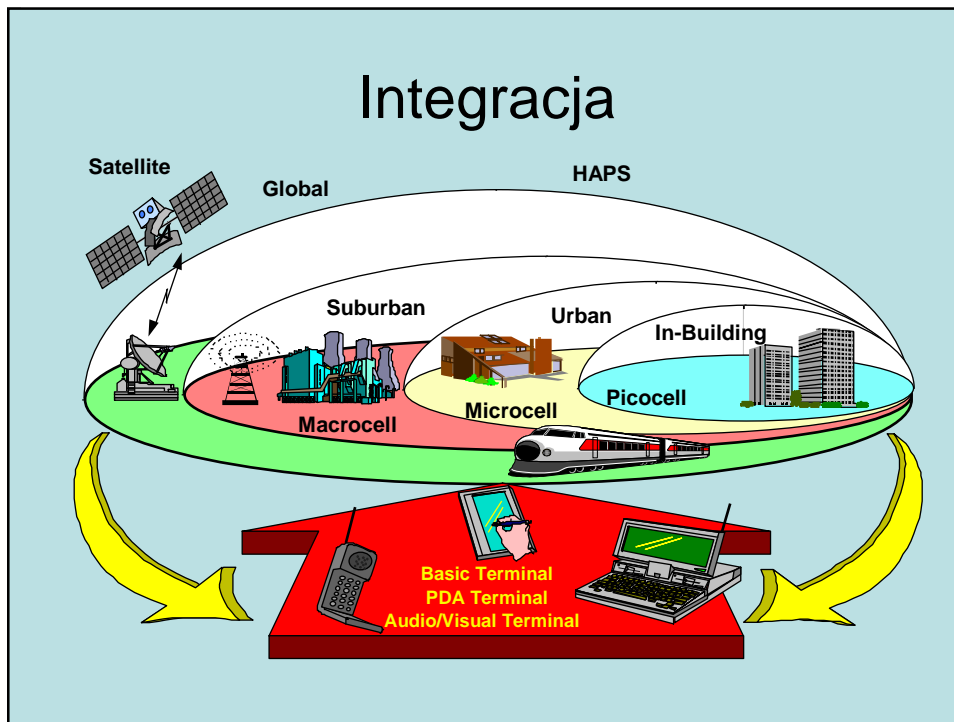 Integracja
Satellite
Global
HAPS
Suburban
Urban
In-Building
Macrocell
Microcell
Picocell
Basic Terminal
PDA Terminal
Audio/Visual Terminal